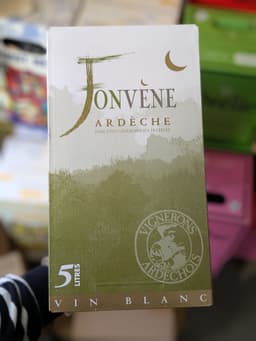 FONVÈNE
ARDÈCHE
VIGNERONS
ARDÉCHOIS
5 LITRES
VIN BLANC